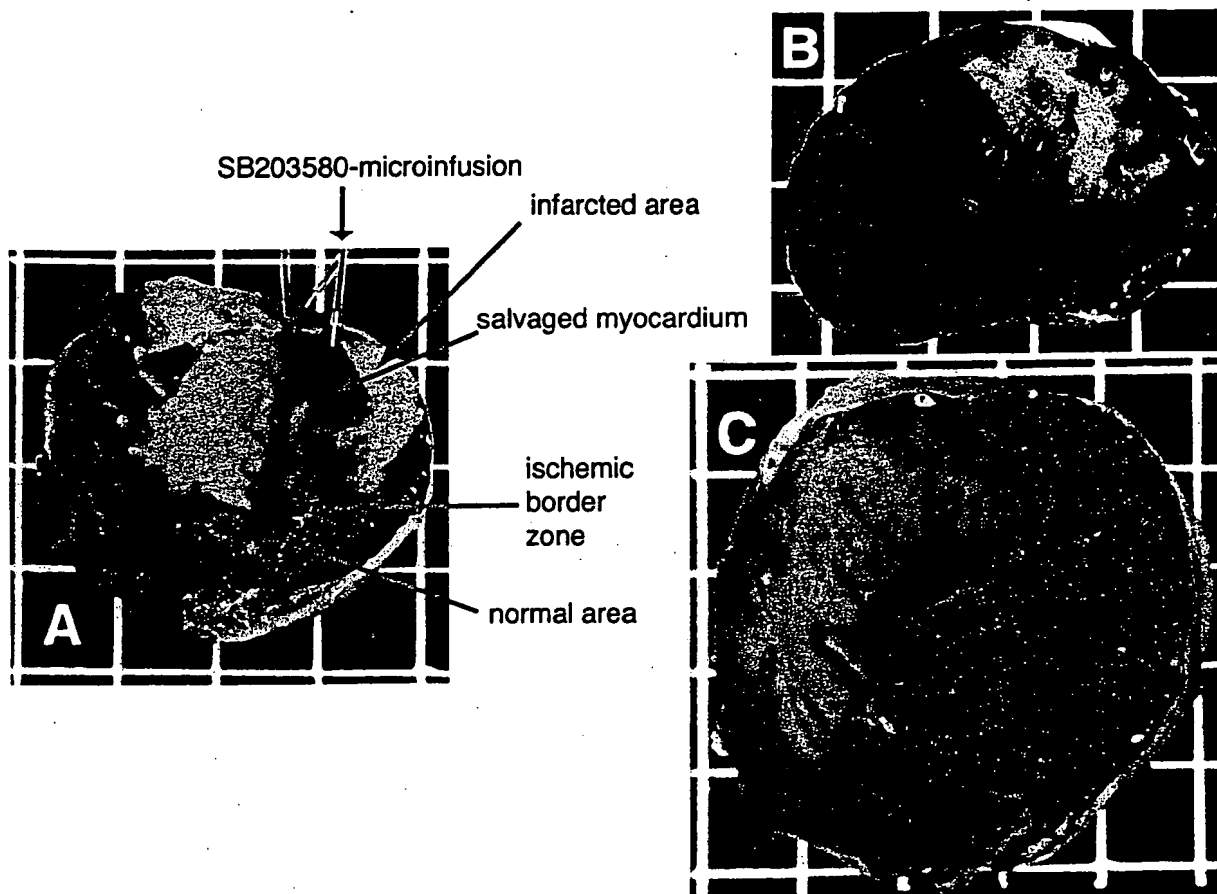 B
SB203580-microinfusion
infarcted area
salvaged myocardium
C
ischemic
border
zone
normal area
A